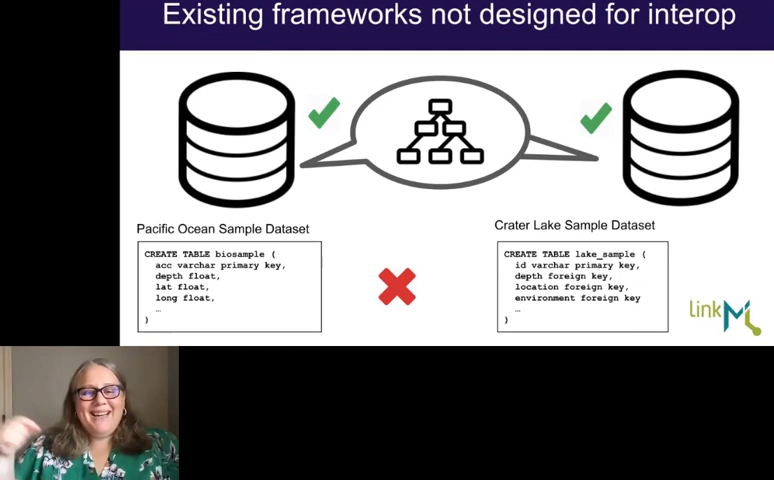 Existing frameworks not designed for interop
Pacific Ocean Sample Dataset
CREATE TABLE biosample (
acc varchar primary key,
depth float,
lat float,
long float,
…
)
Crater Lake Sample Dataset
CREATE TABLE lake_sample (
id varchar primary key,
depth foreign key,
location foreign key,
environment foreign key
…
)
linkML